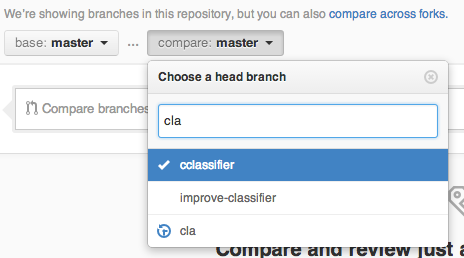 We're showing branches in this repository, but you can also compare across forks.
base: master ... compare: master
Choose a head branch
Compare branches
cla
cclassifier
improve-classifier
cla
Compare and review just a